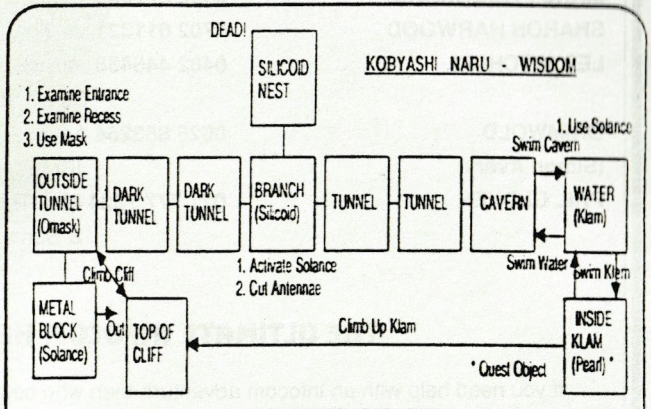 DEAD!
SILICOID
NEST
KOBYASHI NARU - WISDOM
1. Examine Entrance
2. Examine Recess
3. Use Mask
1. Use Solance
Swim Cavern
OUTSIDE
TUNNEL
(Omask)
DARK
TUNNEL
DARK
TUNNEL
BRANCH
(Silicoid)
TUNNEL
TUNNEL
CAVERN
WATER
(Klam)
Climb Cliff
1. Activate Solance
2. Cut Antennae
Swim Water
Swim Klam
METAL
BLOCK
(Solance)
Out
TOP OF
CLIFF
Climb Up Klam
* Quest Object
INSIDE
KLAM
(Pearl) *